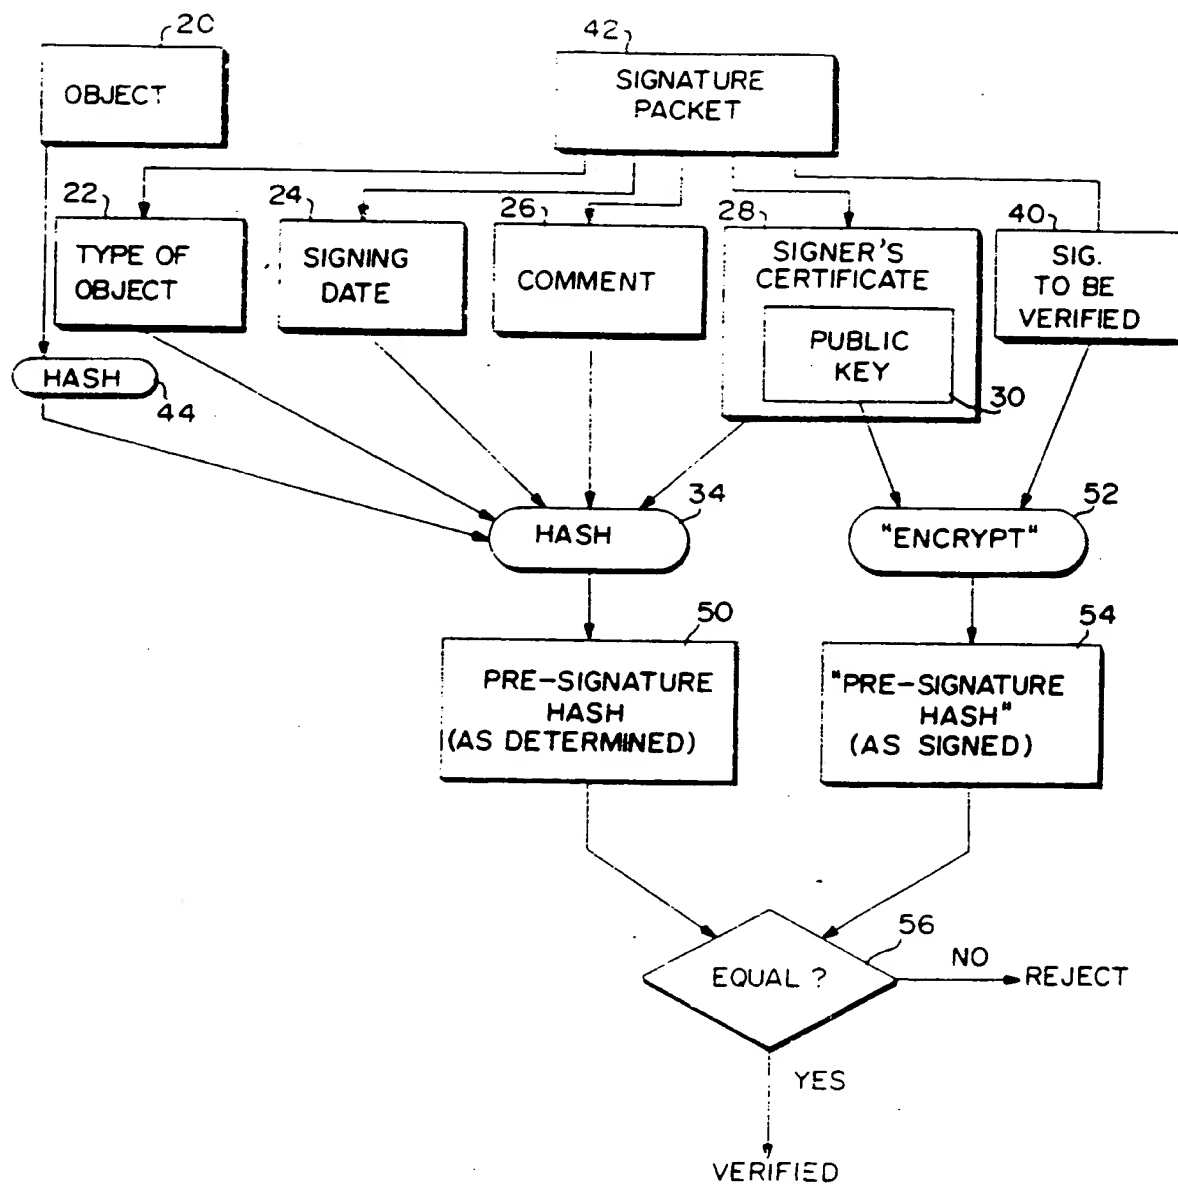 20
42
OBJECT
SIGNATURE
PACKET
22
24
26
28
40
TYPE OF
OBJECT
SIGNING
DATE
COMMENT
SIGNER'S
CERTIFICATE
PUBLIC
KEY
30
SIG.
TO BE
VERIFIED
HASH
44
HASH
34
"ENCRYPT"
52
50
54
PRE-SIGNATURE
HASH
(AS DETERMINED)
"PRE-SIGNATURE
HASH"
(AS SIGNED)
56
EQUAL ?
NO
REJECT
YES
VERIFIED